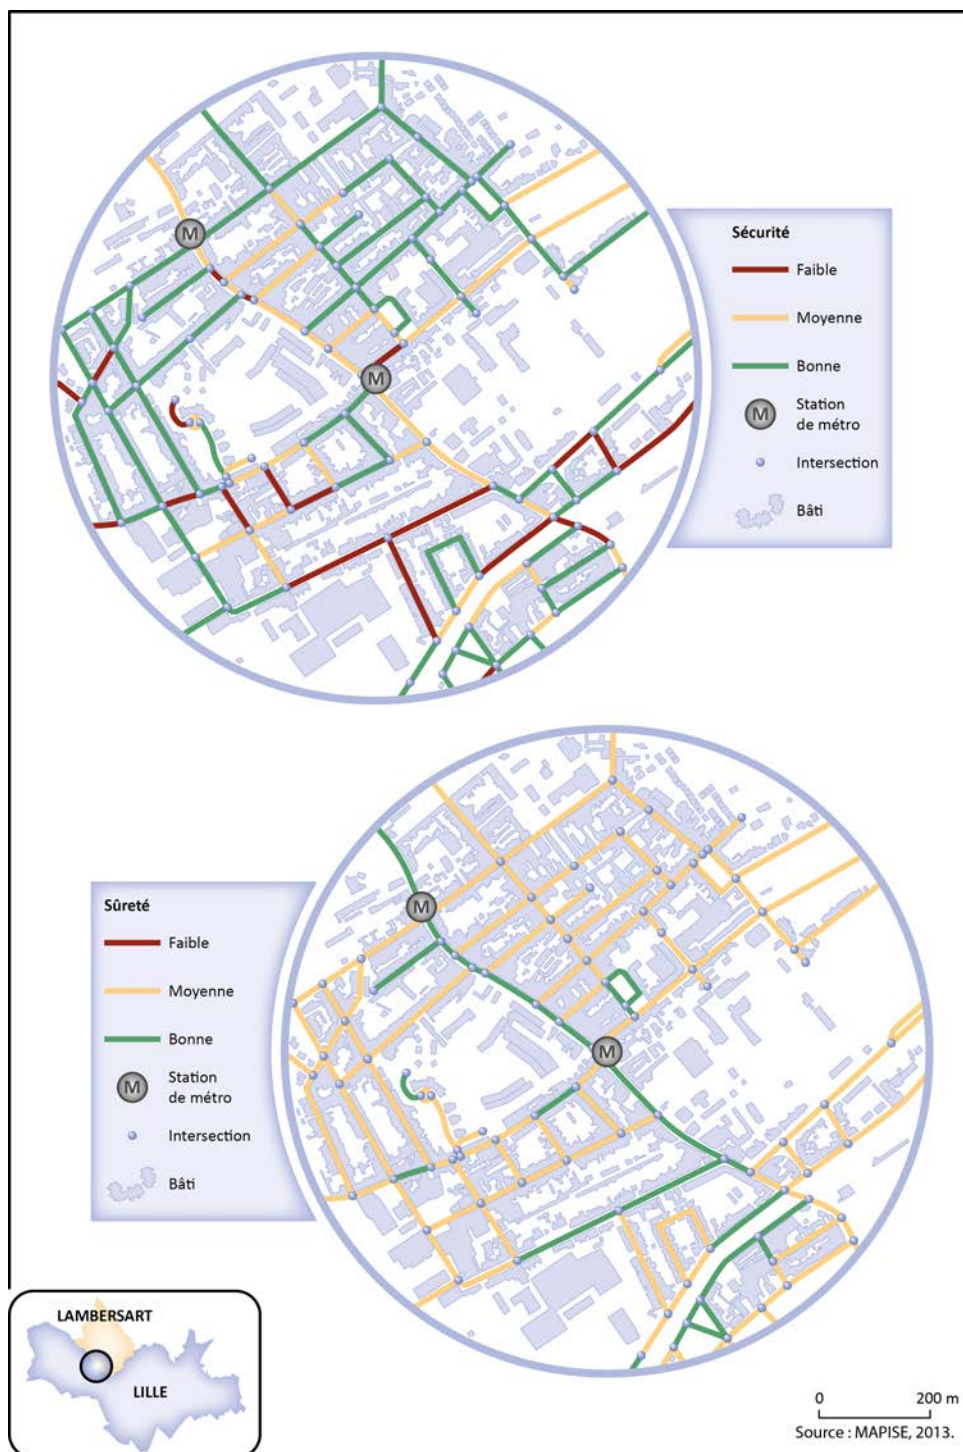 M
M
Sécurité
Faible
Moyenne
Bonne
M
Station
de métro
Intersection
Bâti
M
M
Sûreté
Faible
Moyenne
Bonne
M
Station
de métro
Intersection
Bâti
LAMBERSART
LILLE
0 200 m
Source : MAPISE, 2013.